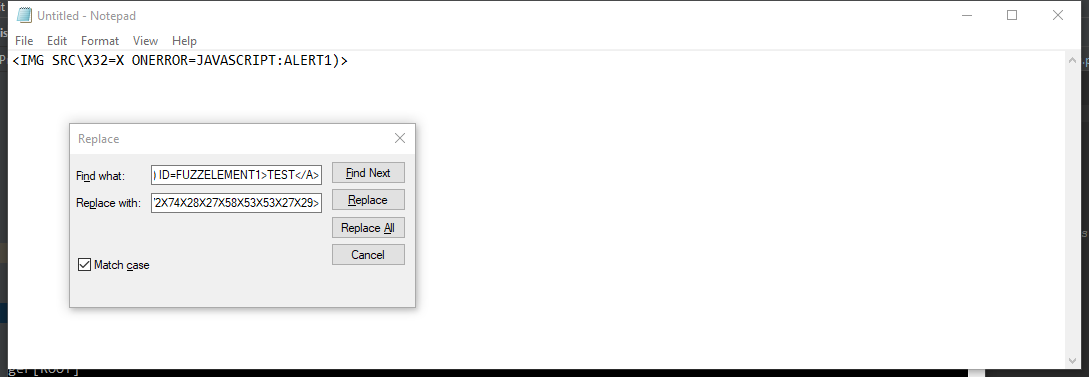 Untitled - Notepad
File Edit Format View Help
<IMG SRC\X32=X ONERROR=JAVASCRIPT:ALERT1)>
Replace
Find what: ) ID=FUZZELEMENT1>TEST</A> Find Next
Replace with: 2X74X28X27X58X53X53X27X29> Replace
Replace All
Match case Cancel